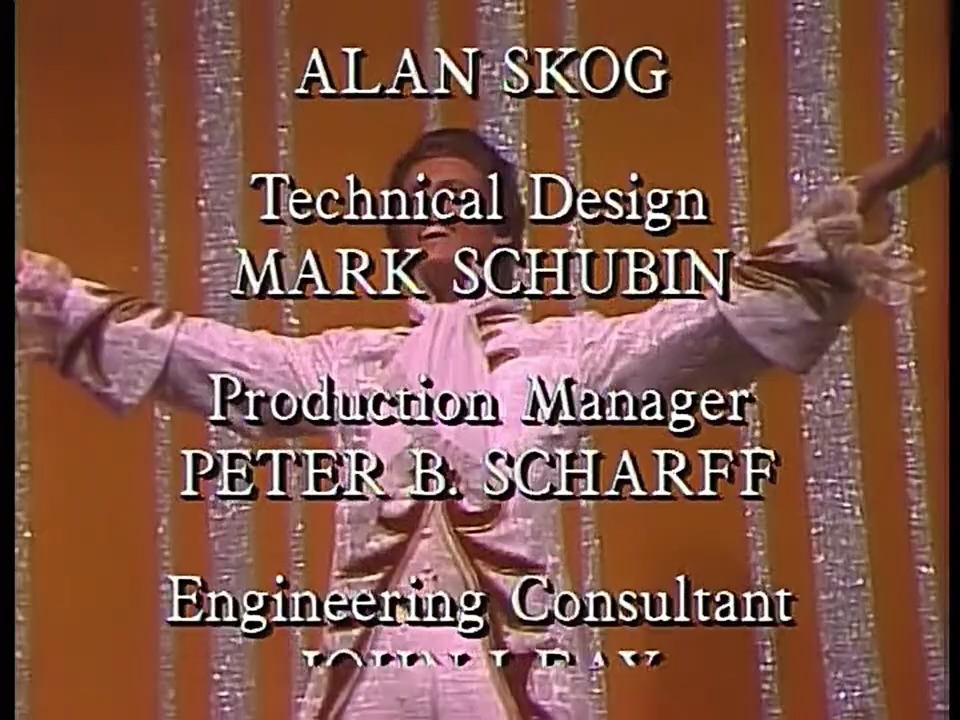 ALAN SKOG
Technical Design
MARK SCHUBIN
Production Manager
PETER B. SCHARFF
Engineering Consultant